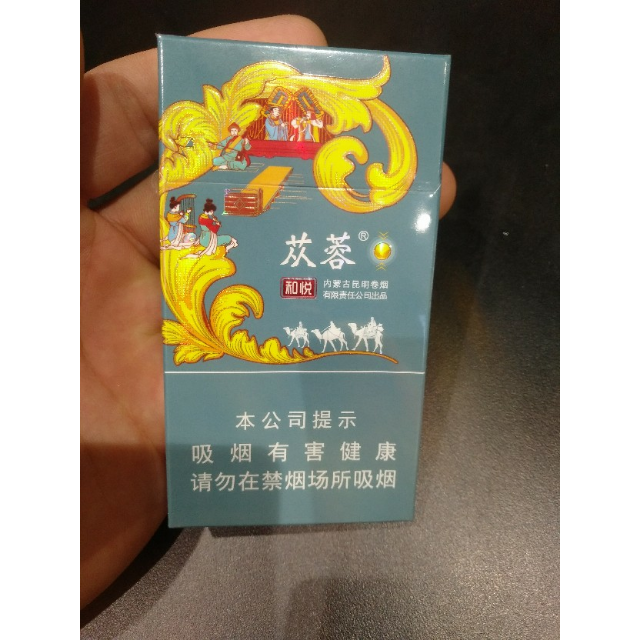 苁蓉®
和悦
内蒙古昆明卷烟
有限责任公司出品
本公司提示
吸烟有害健康
请勿在禁烟场所吸烟